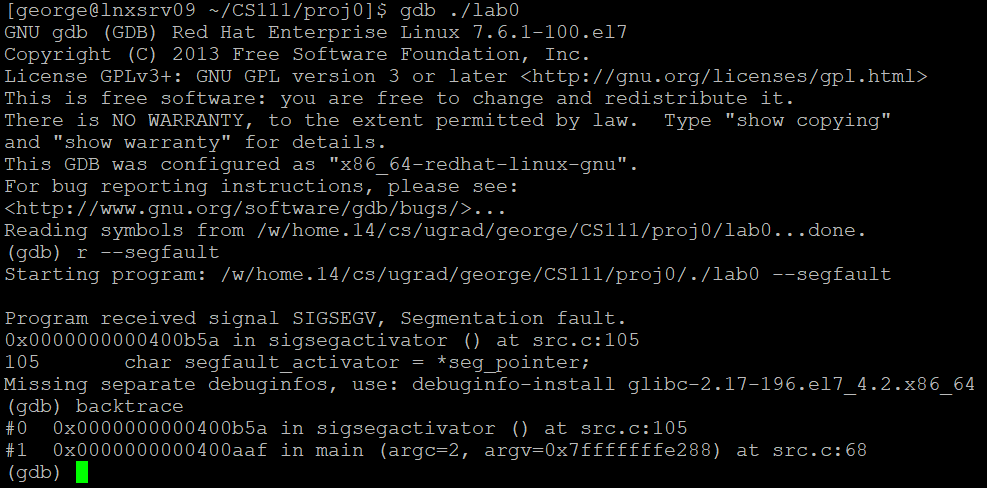 [george@lnxsrv09 ~/CS111/proj0]$ gdb ./lab0
GNU gdb (GDB) Red Hat Enterprise Linux 7.6.1-100.el7
Copyright (C) 2013 Free Software Foundation, Inc.
License GPLv3+: GNU GPL version 3 or later <http://gnu.org/licenses/gpl.html>
This is free software: you are free to change and redistribute it.
There is NO WARRANTY, to the extent permitted by law.  Type "show copying"
and "show warranty" for details.
This GDB was configured as "x86_64-redhat-linux-gnu".
For bug reporting instructions, please see:
<http://www.gnu.org/software/gdb/bugs/>...
Reading symbols from /w/home.14/cs/ugrad/george/CS111/proj0/lab0...done.
(gdb) r --segfault
Starting program: /w/home.14/cs/ugrad/george/CS111/proj0/./lab0 --segfault
Program received signal SIGSEGV, Segmentation fault.
0x0000000000400b5a in sigsegactivator () at src.c:105
105       char segfault_activator = *seg_pointer;
Missing separate debuginfos, use: debuginfo-install glibc-2.17-196.el7_4.2.x86_64
(gdb) backtrace
#0  0x0000000000400b5a in sigsegactivator () at src.c:105
#1  0x0000000000400aaf in main (argc=2, argv=0x7fffffffe288) at src.c:68
(gdb)